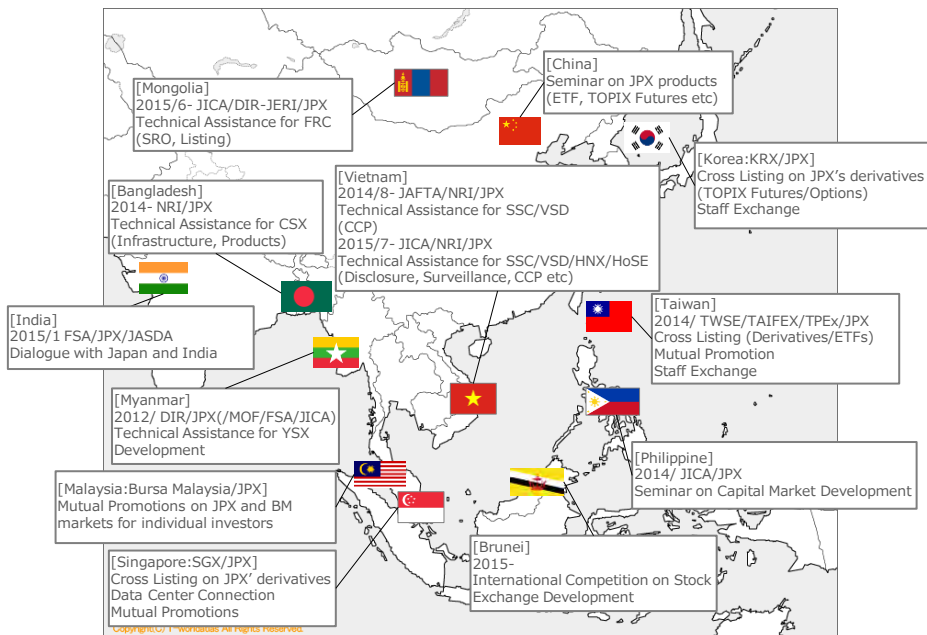 [Mongolia]
2015/6- JICA/DIR-JERI/JPX
Technical Assistance for FRC
(SRO, Listing)
[China]
Seminar on JPX products
(ETF, TOPIX Futures etc)
[Korea:KRX/JPX]
Cross Listing on JPX's derivatives
(TOPIX Futures/Options)
Staff Exchange
[Bangladesh]
2014- NRI/JPX
Technical Assistance for CSX
(Infrastructure, Products)
[Vietnam]
2014/8- JAFTA/NRI/JPX
Technical Assistance for SSC/VSD
(CCP)
2015/7- JICA/NRI/JPX
Technical Assistance for
SSC/VSD/HNX/HoSE
(Disclosure, Surveillance, CCP etc)
[India]
2015/1 FSA/JPX/JASDA
Dialogue with Japan and India
[Taiwan]
2014/ TWSE/TAIFEX/TPEx/JPX
Cross Listing (Derivatives/ETFs)
Mutual Promotion
Staff Exchange
[Myanmar]
2012/ DIR/JPX(/MOF/FSA/JICA)
Technical Assistance for YSX
Development
[Philippine]
2014/ JICA/JPX
Seminar on Capital Market Development
[Malaysia:Bursa Malaysia/JPX]
Mutual Promotions on JPX and BM
markets for individual investors
[Brunei]
2015-
International Competition on Stock
Exchange Development
[Singapore:SGX/JPX]
Cross Listing on JPX' derivatives
Data Center Connection
Mutual Promotions
All Rights Reserved.